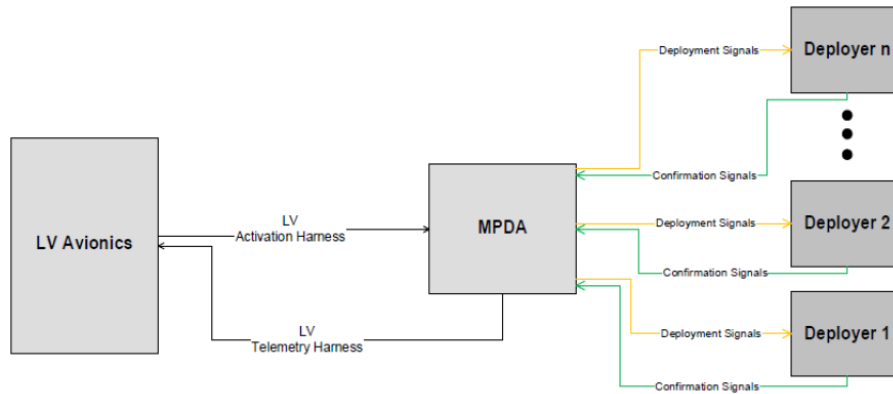 Deployment Signals
Deployer n
Confirmation Signals
LV Avionics
LV
Activation Harness
MPDA
Deployment Signals
Deployer 2
Confirmation Signals
LV
Telemetry Harness
Deployment Signals
Deployer 1
Confirmation Signals